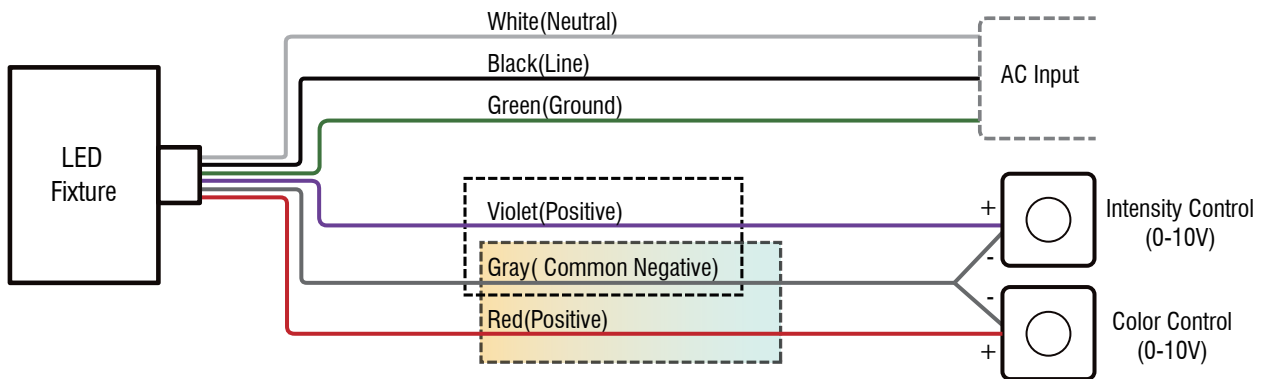 White(Neutral)
Black(Line)
Green(Ground)
AC Input
LED
Fixture
Violet(Positive)
Gray( Common Negative)
Red(Positive)
+
-
Intensity Control
(0-10V)
-
+
Color Control
(0-10V)